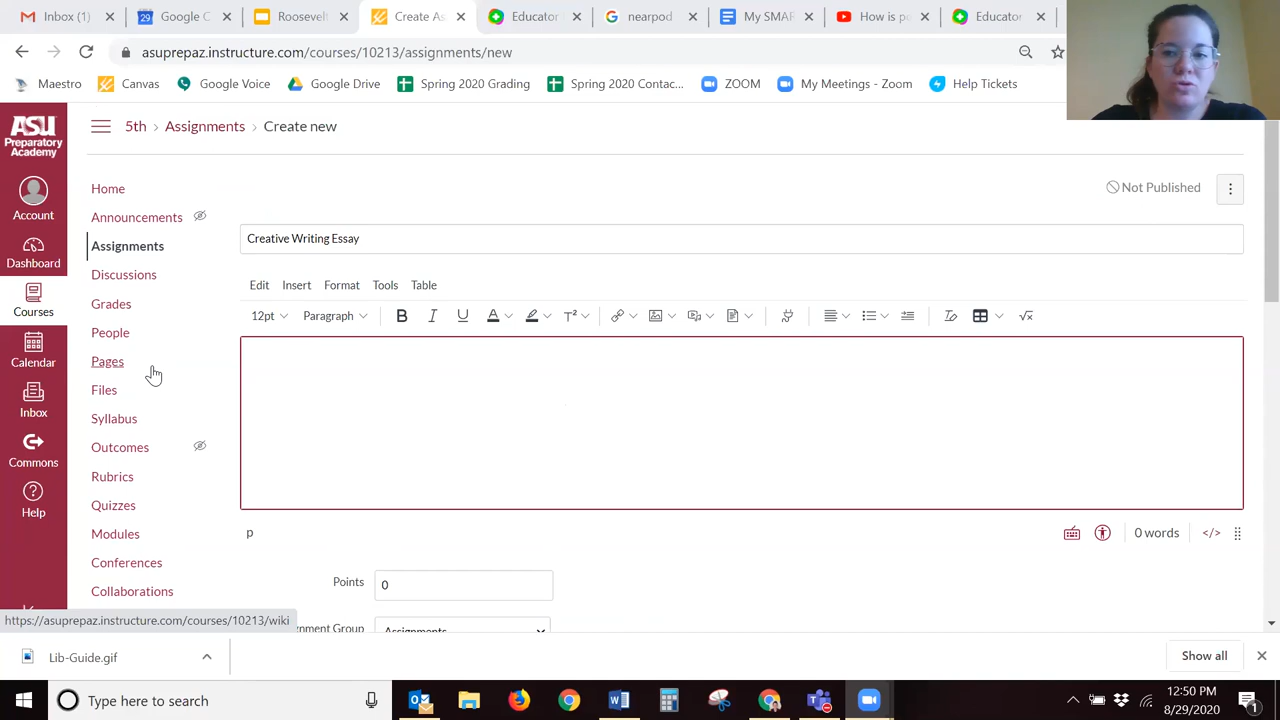 Inbox (1)
Google C
Roosevelt
Create As
Educator
nearpod
My SMAR
How is po
Educator
asuprepaz.instructure.com/courses/10213/assignments/new
Maestro
Canvas
Google Voice
Google Drive
Spring 2020 Grading
Spring 2020 Contac...
ZOOM
My Meetings - Zoom
Help Tickets
ASU
Preparatory
Academy
5th > Assignments > Create new
Account
Dashboard
Courses
Calendar
Inbox
Commons
Help
Home
Announcements
Assignments
Discussions
Grades
People
Pages
Files
Syllabus
Outcomes
Rubrics
Quizzes
Modules
Conferences
Collaborations
Not Published
Creative Writing Essay
Edit Insert Format Tools Table
12pt Paragraph B I U A T²
p
0 words </>
Points 0
nment Group Assignments
https://asuprepaz.instructure.com/courses/10213/wiki
Lib-Guide.gif
Show all
Type here to search
12:50 PM
8/29/2020